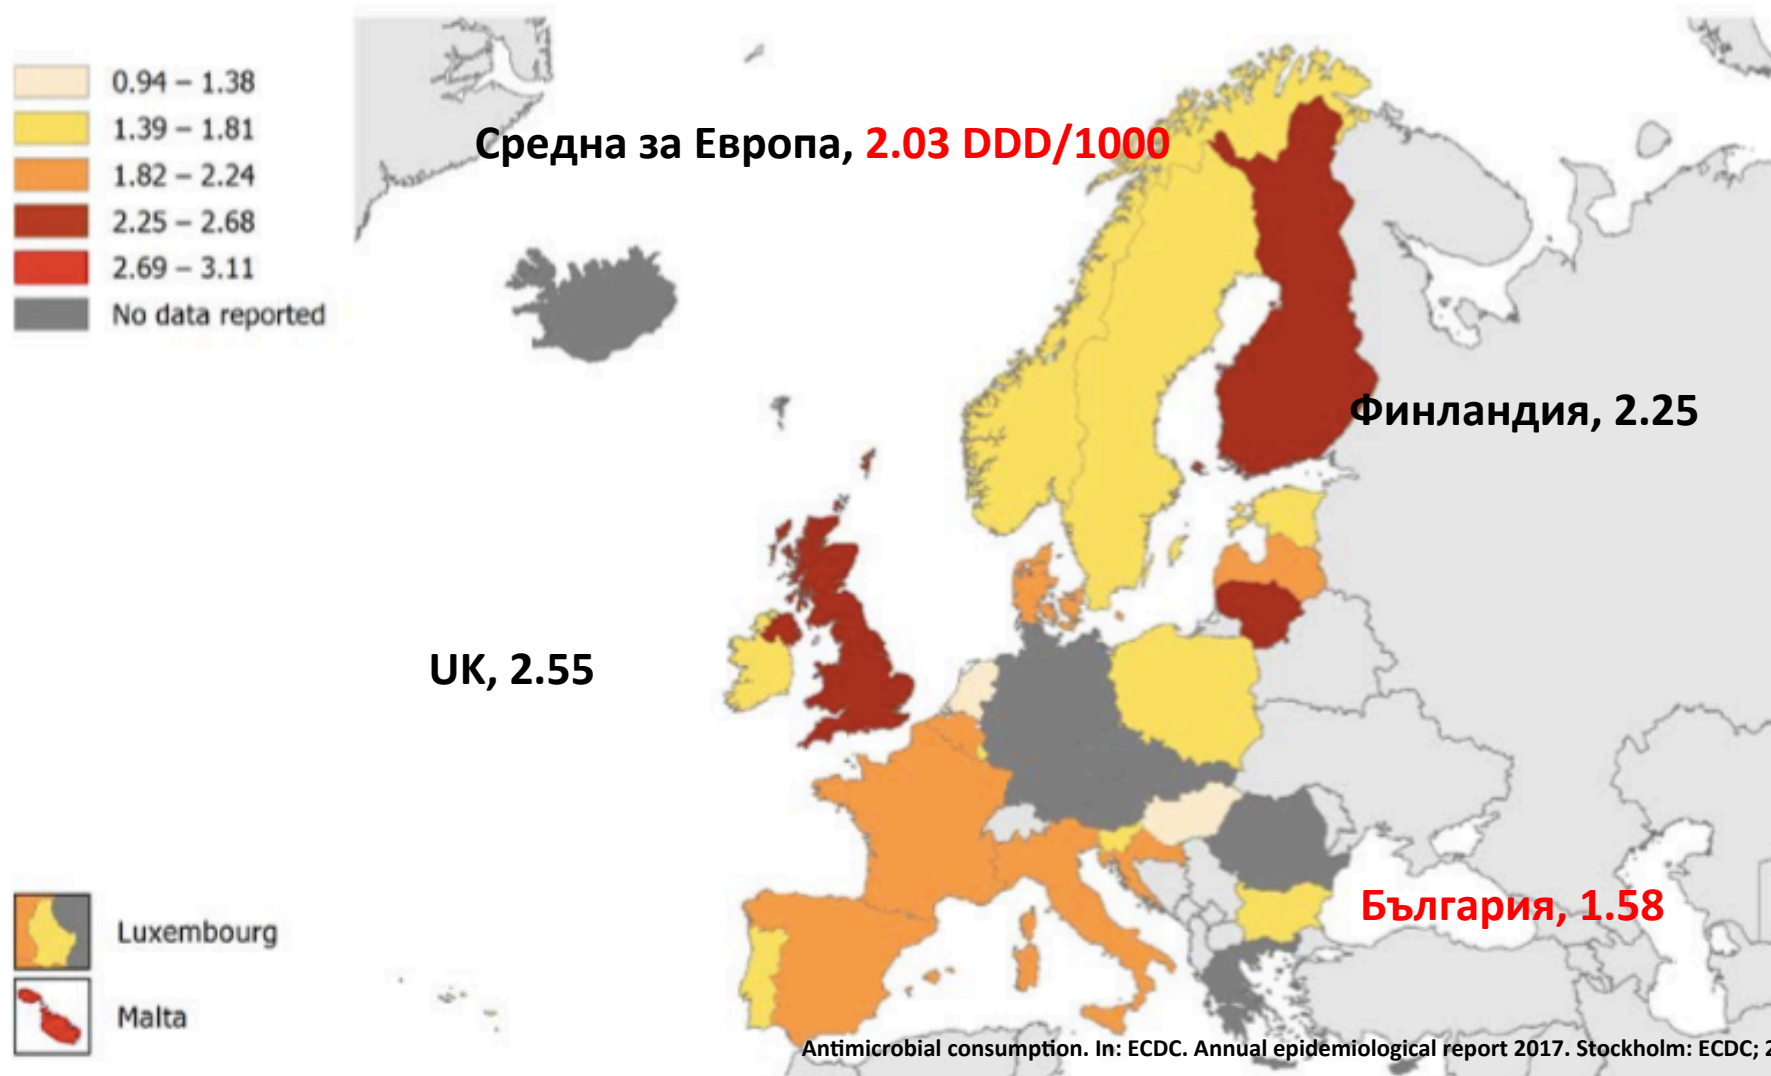 0.94 – 1.38
1.39 – 1.81
1.82 – 2.24
2.25 – 2.68
2.69 – 3.11
No data reported
Средна за Европа, 2.03 DDD/1000
Финландия, 2.25
UK, 2.55
България, 1.58
Luxembourg
Malta
Antimicrobial consumption. In: ECDC. Annual epidemiological report 2017. Stockholm: ECDC; 2